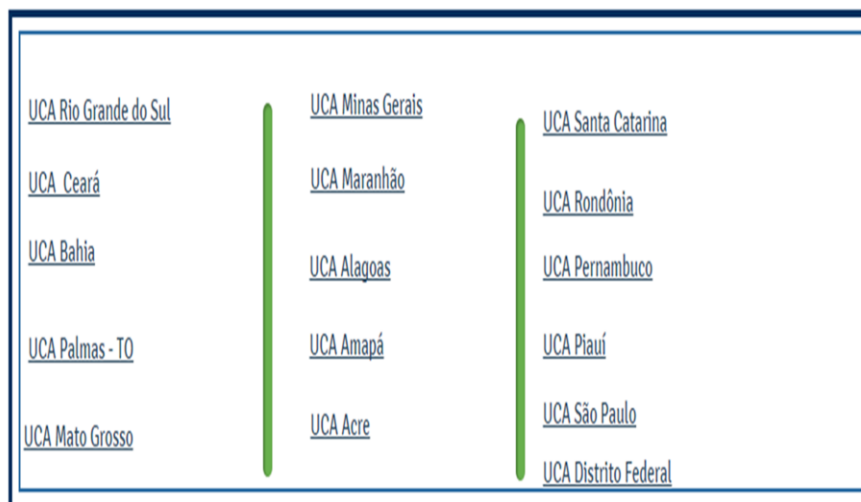 UCA Rio Grande do Sul
UCA Ceará
UCA Bahia
UCA Palmas - TO
UCA Mato Grosso
UCA Minas Gerais
UCA Maranhão
UCA Alagoas
UCA Amapá
UCA Acre
UCA Santa Catarina
UCA Rondônia
UCA Pernambuco
UCA Piauí
UCA São Paulo
UCA Distrito Federal